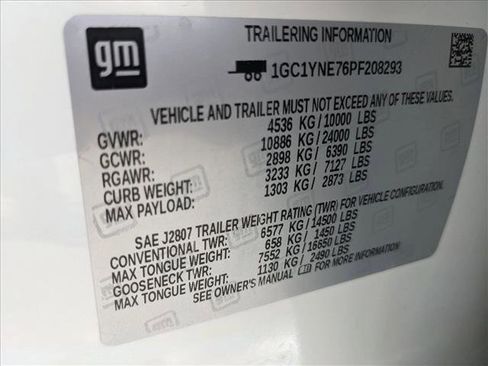 gm
TRAILERING INFORMATION
1GC1YNE76PF208293
VEHICLE AND TRAILER MUST NOT EXCEED ANY OF THESE VALUES.
GVWR: 4536 KG / 10000 LBS
GCWR: 10886 KG / 24000 LBS
RGAWR: 2898 KG / 6390 LBS
CURB WEIGHT: 3233 KG / 7127 LBS
MAX PAYLOAD: 1303 KG / 2873 LBS
SAE J2807 TRAILER WEIGHT RATING (TWR) FOR VEHICLE CONFIGURATION.
CONVENTIONAL TWR: 6577 KG / 14500 LBS
MAX TONGUE WEIGHT: 658 KG / 1450 LBS
GOOSENECK TWR: 7552 KG / 16650 LBS
MAX TONGUE WEIGHT: 1130 KG / 2490 LBS
SEE OWNER'S MANUAL FOR MORE INFORMATION